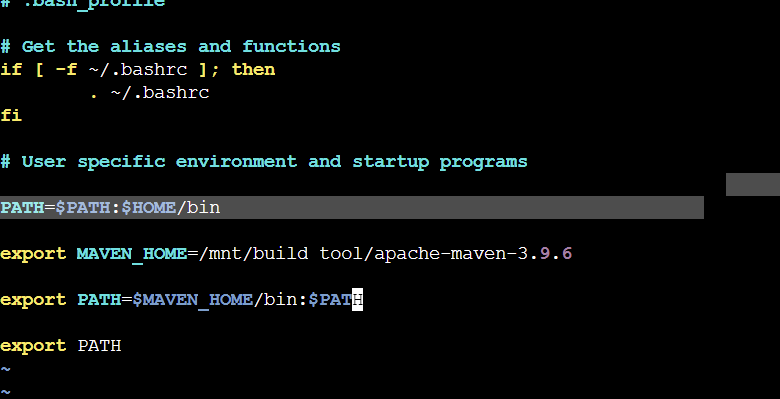 # .bash_profile
# Get the aliases and functions
if [ -f ~/.bashrc ]; then
        . ~/.bashrc
fi
# User specific environment and startup programs
PATH=$PATH:$HOME/bin
export MAVEN_HOME=/mnt/build tool/apache-maven-3.9.6
export PATH=$MAVEN_HOME/bin:$PATH
export PATH
~
~